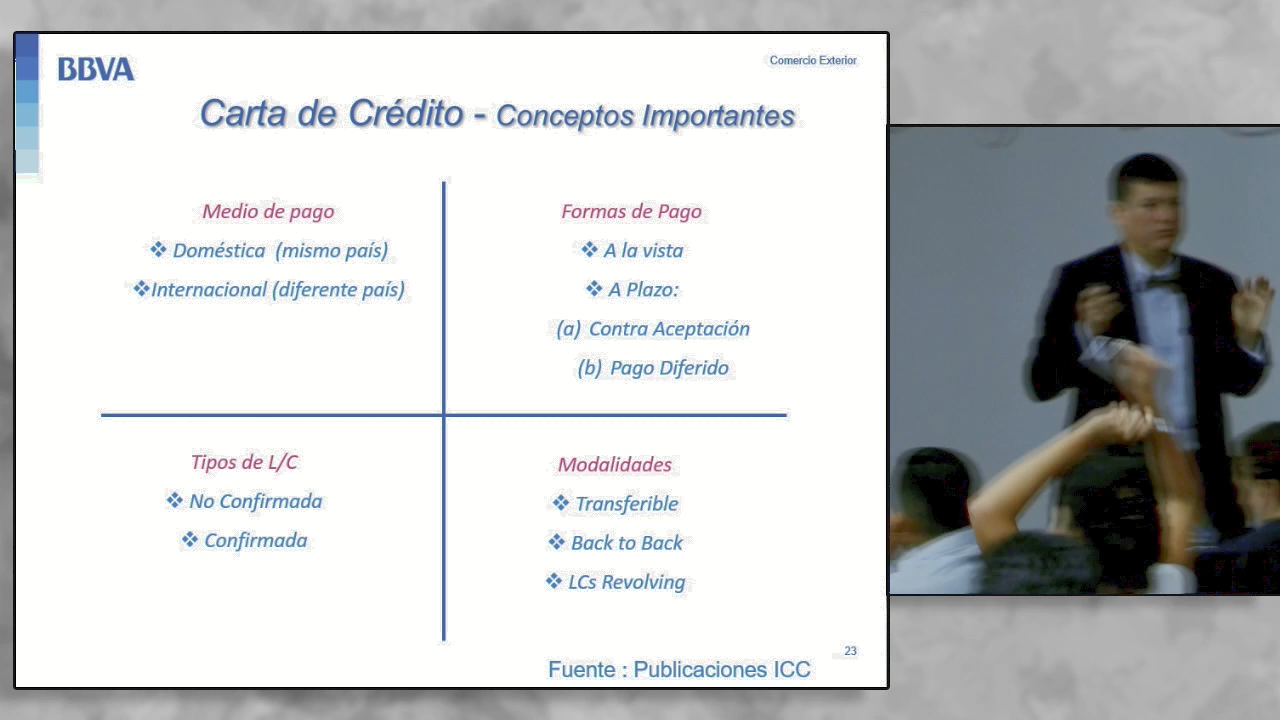 BBVA
Comercio Exterior
Carta de Crédito - Conceptos Importantes
Medio de pago
❖ Doméstica (mismo país)
❖Internacional (diferente país)
Formas de Pago
❖ A la vista
❖ A Plazo:
(a) Contra Aceptación
(b) Pago Diferido
Tipos de L/C
❖ No Confirmada
❖ Confirmada
Modalidades
❖ Transferible
❖ Back to Back
❖ LCs Revolving
23
Fuente : Publicaciones ICC